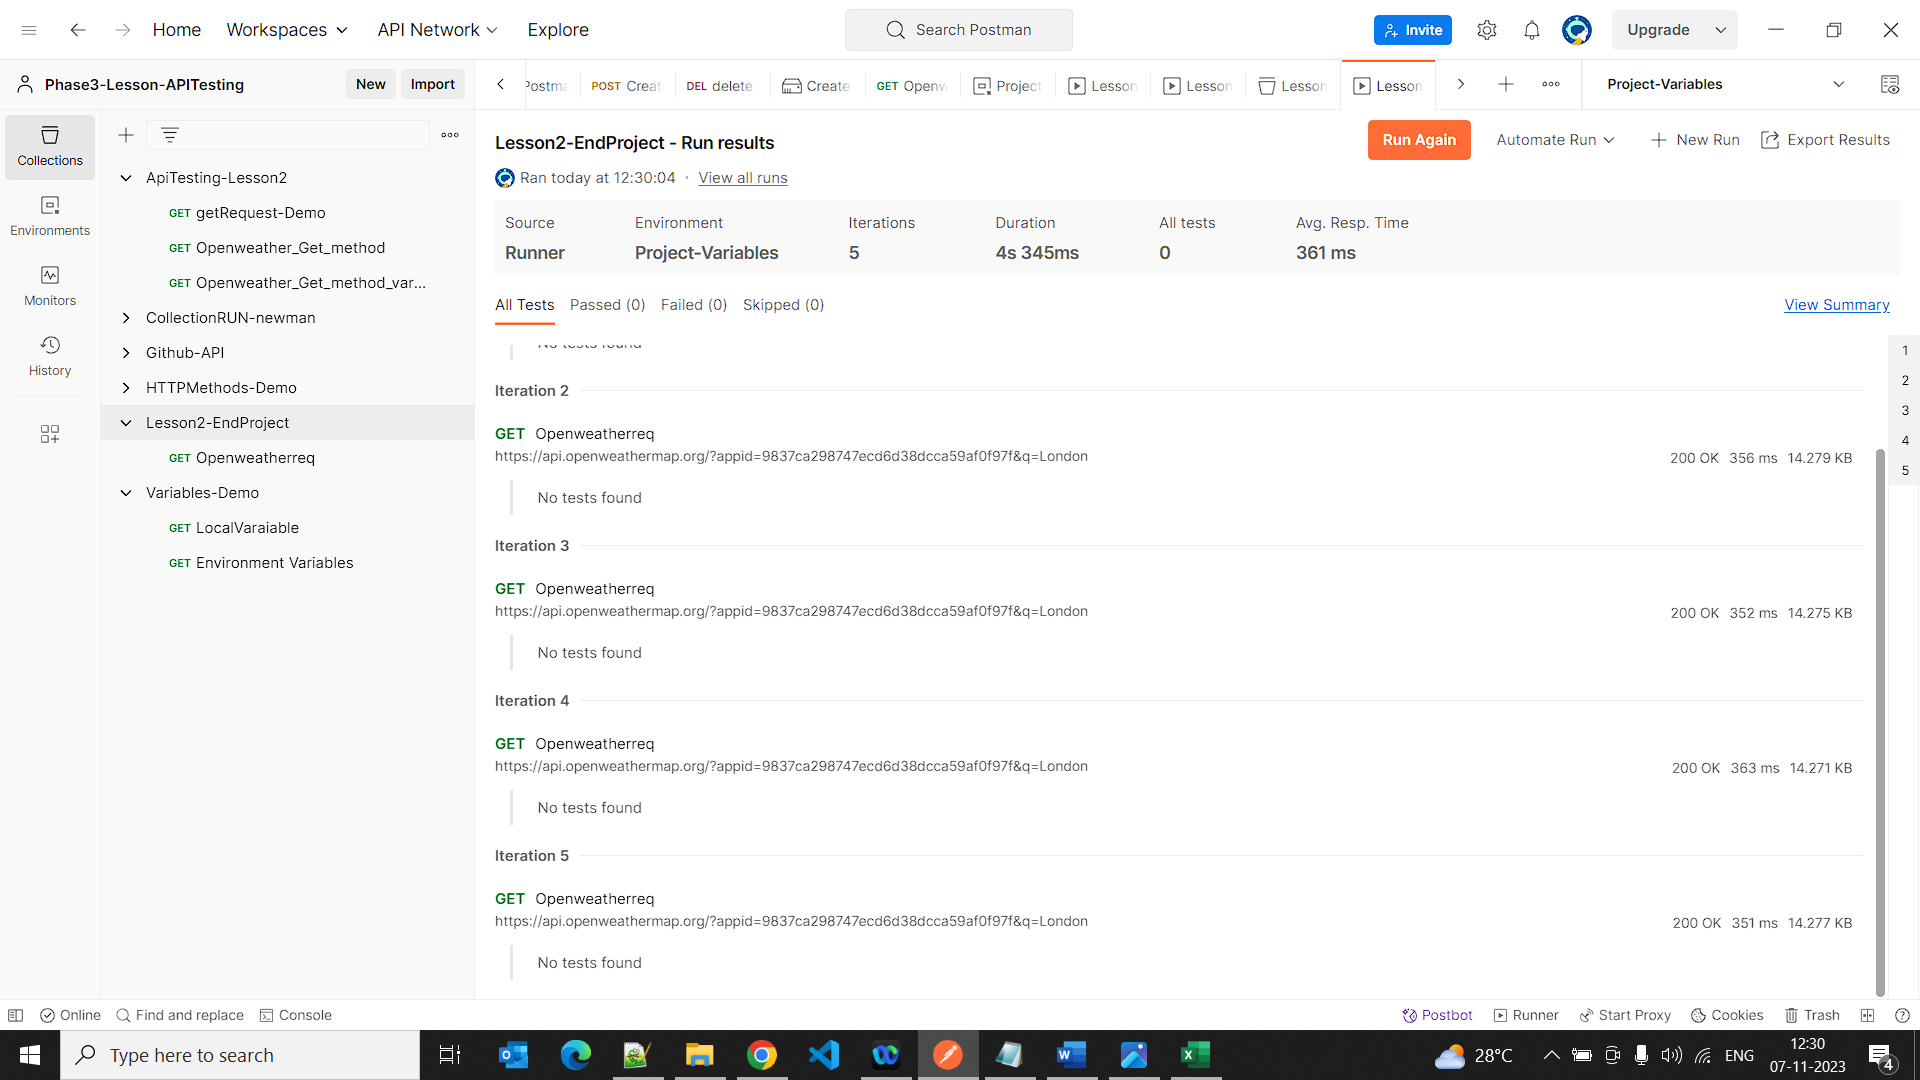 Home
Workspaces
API Network
Explore
Search Postman
Invite
Upgrade
Phase3-Lesson-APITesting
New
Import
POST Creat
DEL delete
Create
GET Openw
Project
Lesson
Lesson
Lesson
Lesson
Project-Variables
Collections
Environments
Monitors
History
ApiTesting-Lesson2
GET getRequest-Demo
GET Openweather_Get_method
GET Openweather_Get_method_var...
CollectionRUN-newman
Github-API
HTTPMethods-Demo
Lesson2-EndProject
GET Openweatherreq
Variables-Demo
GET LocalVaraiable
GET Environment Variables
Lesson2-EndProject - Run results
Run Again
Automate Run
New Run
Export Results
Ran today at 12:30:04 · View all runs
Source Environment Iterations Duration All tests Avg. Resp. Time
Runner Project-Variables 5 4s 345ms 0 361 ms
All Tests Passed (0) Failed (0) Skipped (0)
View Summary
No tests found
Iteration 2
GET Openweatherreq
https://api.openweathermap.org/?appid=9837ca298747ecd6d38dcca59af0f97f&q=London
200 OK 356 ms 14.279 KB
No tests found
Iteration 3
GET Openweatherreq
https://api.openweathermap.org/?appid=9837ca298747ecd6d38dcca59af0f97f&q=London
200 OK 352 ms 14.275 KB
No tests found
Iteration 4
GET Openweatherreq
https://api.openweathermap.org/?appid=9837ca298747ecd6d38dcca59af0f97f&q=London
200 OK 363 ms 14.271 KB
No tests found
Iteration 5
GET Openweatherreq
https://api.openweathermap.org/?appid=9837ca298747ecd6d38dcca59af0f97f&q=London
200 OK 351 ms 14.277 KB
No tests found
1
2
3
4
5
Online
Find and replace
Console
Postbot
Runner
Start Proxy
Cookies
Trash
Type here to search
28°C
ENG
12:30
07-11-2023
4